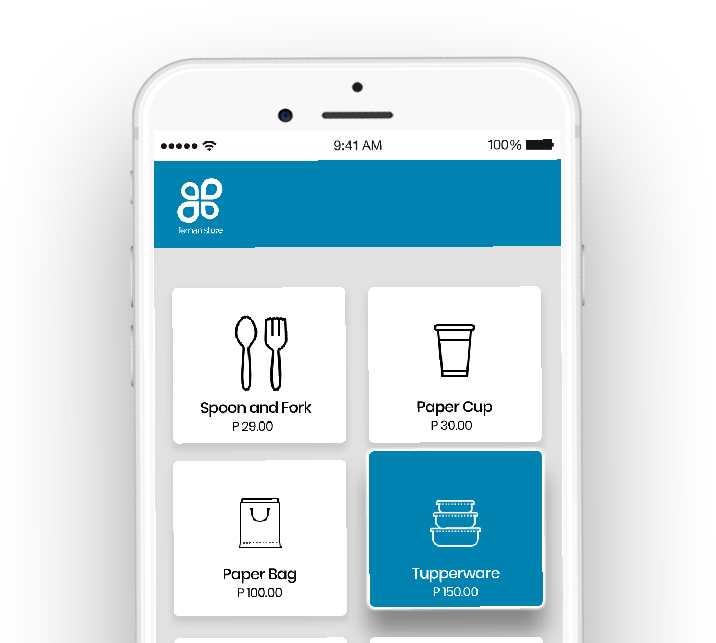 9:41 AM 100%
fernan store
Spoon and Fork
P 29.00
Paper Cup
P 30.00
Paper Bag
P 100.00
Tupperware
P 150.00